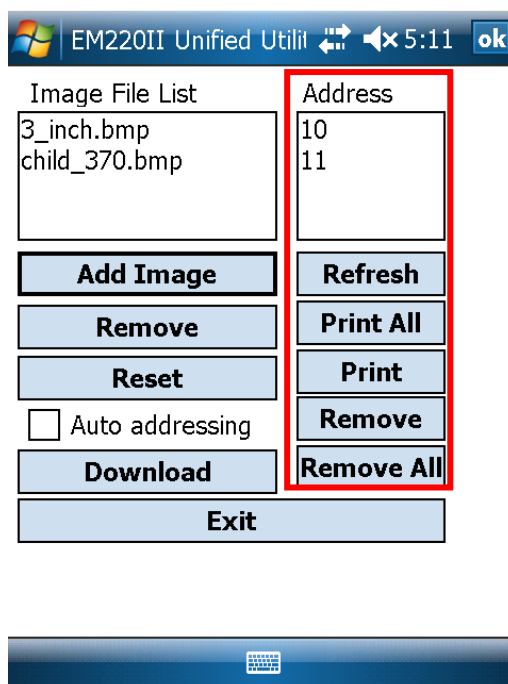 EM220II Unified Utilit 5:11 ok
Image File List
3_inch.bmp
child_370.bmp
Add Image
Remove
Reset
Auto addressing
Download
Address
10
11
Refresh
Print All
Print
Remove
Remove All
Exit